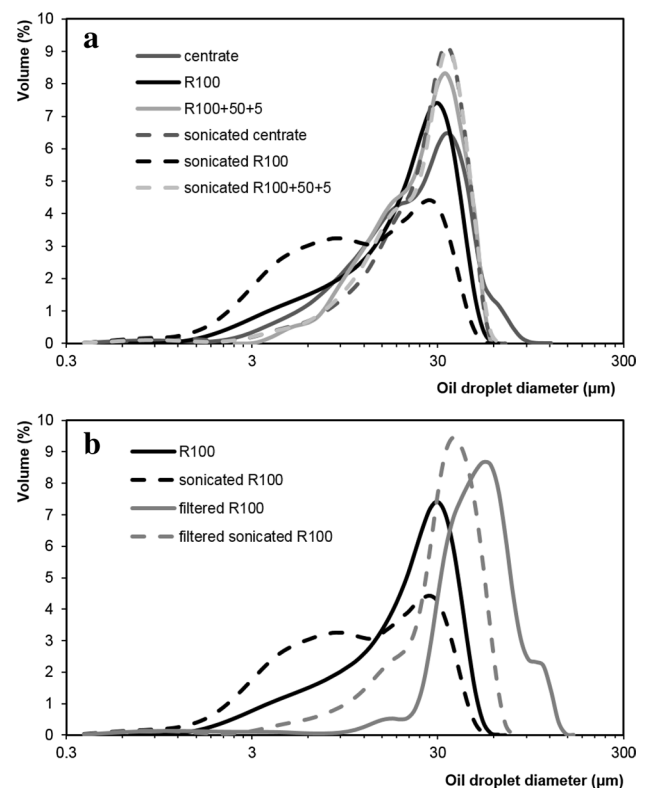 10
a
9
8
7
6
5
4
3
2
1
0
Volume (%)
centrate
R100
R100+50+5
sonicated centrate
sonicated R100
sonicated R100+50+5
0.3
3
30
300
Oil droplet diameter (µm)
10
b
9
8
7
6
5
4
3
2
1
0
Volume (%)
R100
sonicated R100
filtered R100
filtered sonicated R100
0.3
3
30
300
Oil droplet diameter (µm)